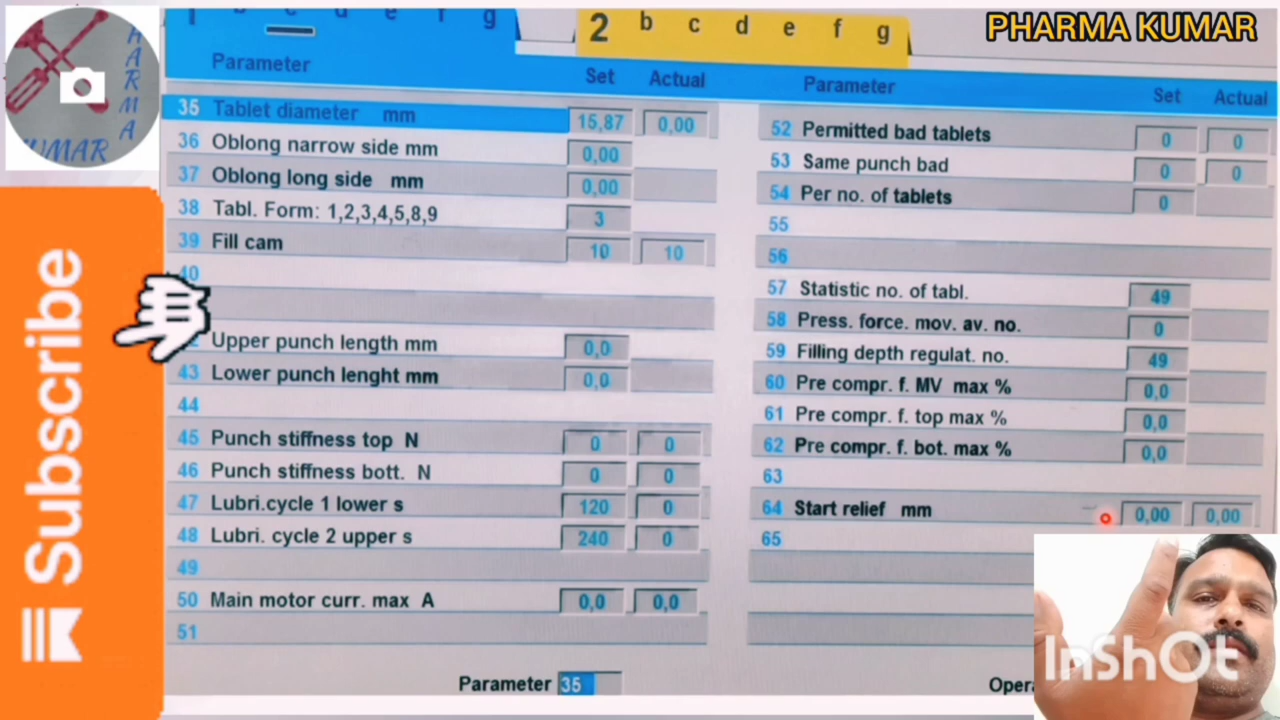 PHARMA KUMAR
HARMA
KUMAR
Subscribe
1 b c d e f g
2 b c d e f g
Parameter Set Actual
35 Tablet diameter mm 15,87 0,00
36 Oblong narrow side mm 0,00
37 Oblong long side mm 0,00
38 Tabl. Form: 1,2,3,4,5,8,9 3
39 Fill cam 10 10
40
Upper punch length mm 0,0
43 Lower punch lenght mm 0,0
44
45 Punch stiffness top N 0 0
46 Punch stiffness bott. N 0 0
47 Lubri.cycle 1 lower s 120 0
48 Lubri. cycle 2 upper s 240 0
49
50 Main motor curr. max A 0,0 0,0
51
Parameter Set Actual
52 Permitted bad tablets 0 0
53 Same punch bad 0 0
54 Per no. of tablets 0
55
56
57 Statistic no. of tabl. 49
58 Press. force. mov. av. no. 0
59 Filling depth regulat. no. 49
60 Pre compr. f. MV max % 0,0
61 Pre compr. f. top max % 0,0
62 Pre compr. f. bot. max % 0,0
63
64 Start relief mm 0,00 0,00
65
Parameter 35
InShOt